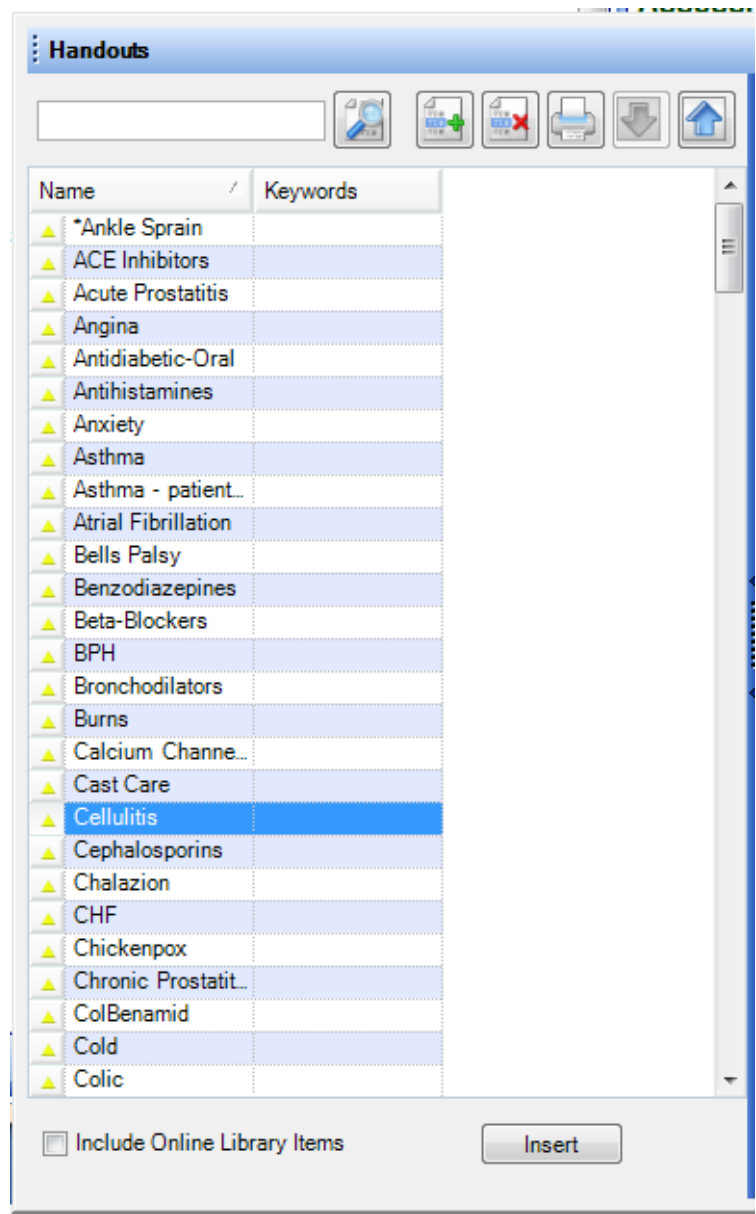 Handouts
Name Keywords
*Ankle Sprain
ACE Inhibitors
Acute Prostatitis
Angina
Antidiabetic-Oral
Antihistamines
Anxiety
Asthma
Asthma - patient...
Atrial Fibrillation
Bells Palsy
Benzodiazepines
Beta-Blockers
BPH
Bronchodilators
Burns
Calcium Channe...
Cast Care
Cellulitis
Cephalosporins
Chalazion
CHF
Chickenpox
Chronic Prostatit...
ColBenamid
Cold
Colic
Include Online Library Items
Insert